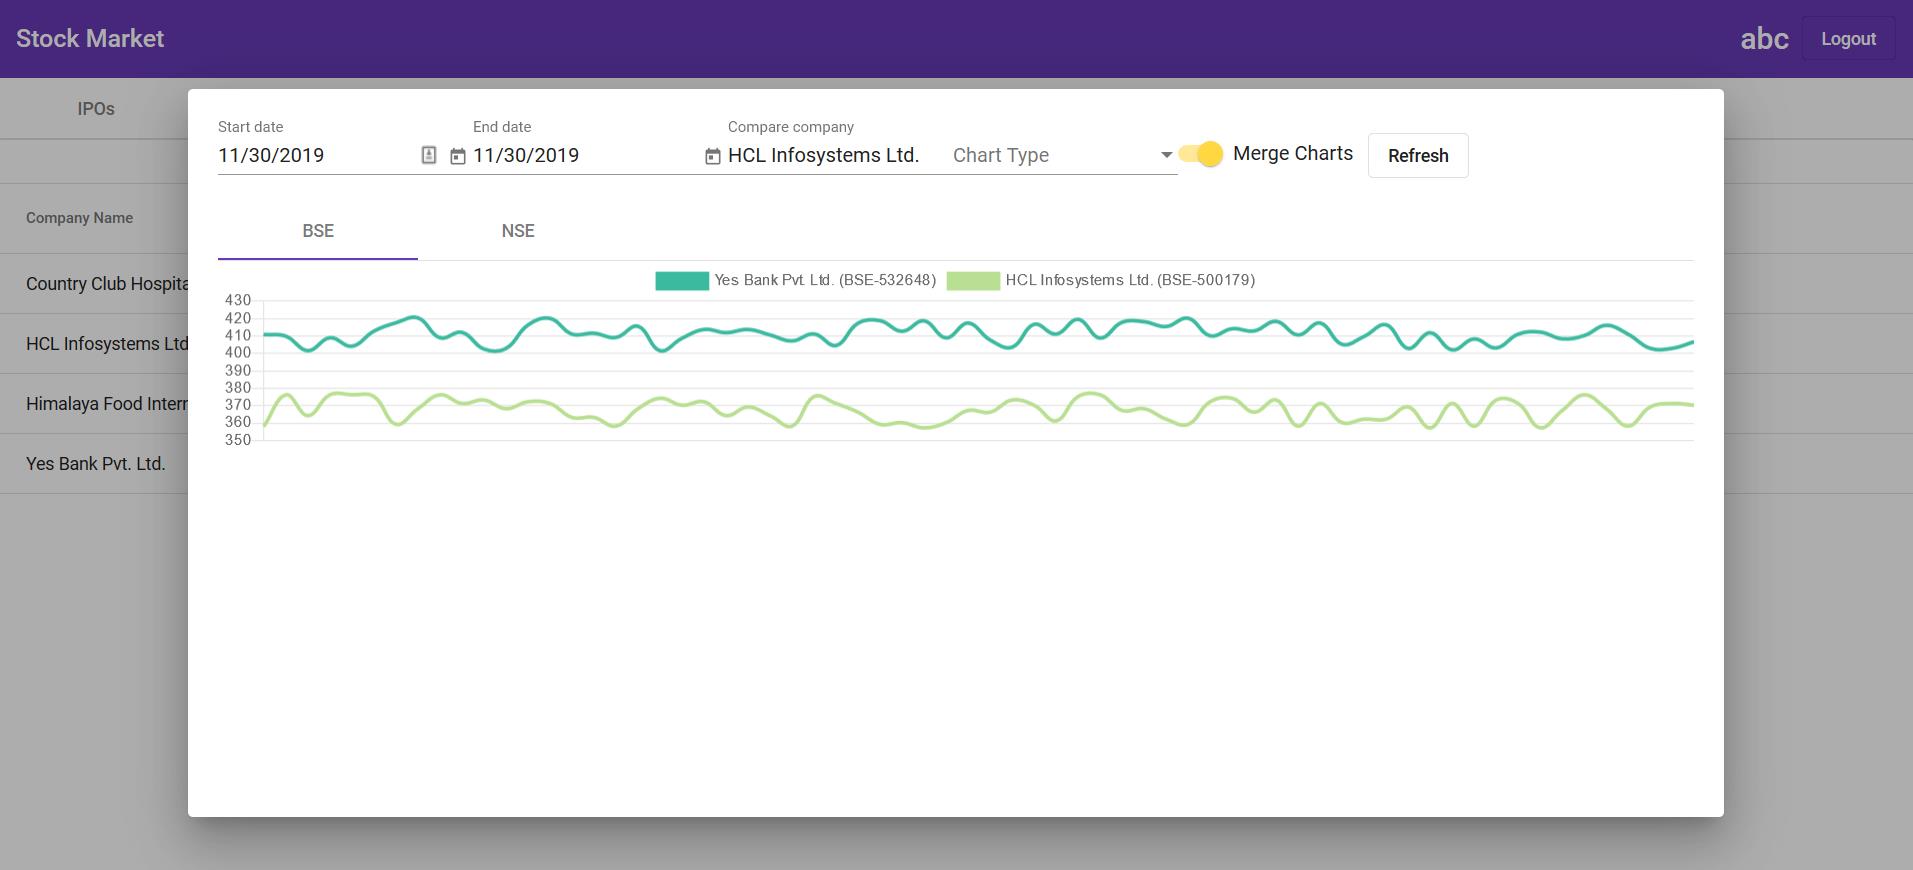 Stock Market
abc
Logout
IPOs
Start date
End date
Compare company
11/30/2019
11/30/2019
HCL Infosystems Ltd.
Chart Type
Merge Charts
Refresh
Company Name
BSE
NSE
Country Club Hospita
HCL Infosystems Ltd
Himalaya Food Intern
Yes Bank Pvt. Ltd.
Yes Bank Pvt. Ltd. (BSE-532648)
HCL Infosystems Ltd. (BSE-500179)
430
420
410
400
390
380
370
360
350